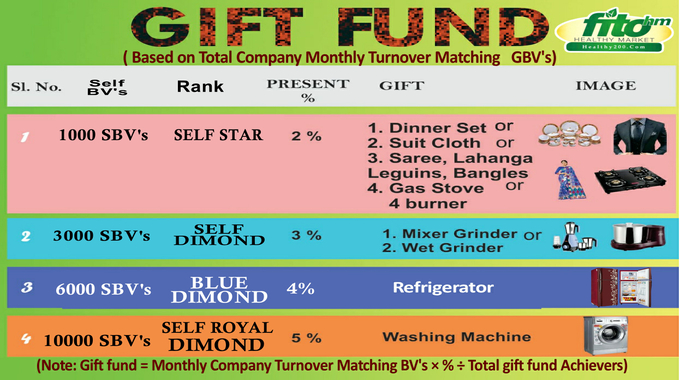 GIFT FUND
fitohm
HEALTHY MARKET
Healthy200.Com
( Based on Total Company Monthly Turnover Matching GBV's)
Sl. No. Self BV's Rank PRESENT % GIFT IMAGE
1 1000 SBV's SELF STAR 2 % 1. Dinner Set or
2. Suit Cloth or
3. Saree, Lahanga
Leguins, Bangles
4. Gas Stove or
4 burner
2 3000 SBV's SELF DIMOND 3 % 1. Mixer Grinder or
2. Wet Grinder
3 6000 SBV's BLUE DIMOND 4% Refrigerator
4 10000 SBV's SELF ROYAL DIMOND 5 % Washing Machine
(Note: Gift fund = Monthly Company Turnover Matching BV's × % ÷ Total gift fund Achievers)